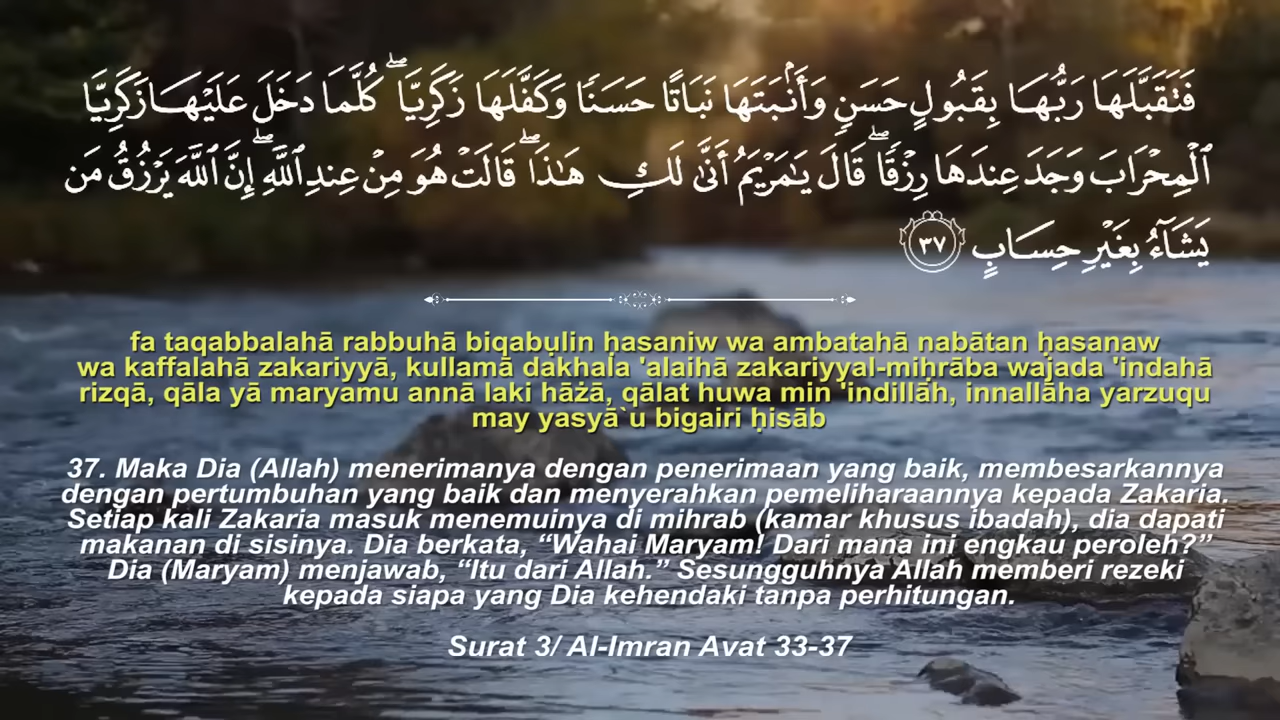 فَتَقَبَّلَهَا رَبُّهَا بِقَبُولٍ حَسَنٍ وَأَنۢبَتَهَا نَبَاتًا حَسَنًا وَكَفَّلَهَا زَكَرِيَّا ۖ كُلَّمَا دَخَلَ عَلَيْهَا زَكَرِيَّا
ٱلْمِحْرَابَ وَجَدَ عِندَهَا رِزْقًا ۖ قَالَ يَـٰمَرْيَمُ أَنَّىٰ لَكِ هَـٰذَا ۖ قَالَتْ هُوَ مِنْ عِندِ ٱللَّهِ ۖ إِنَّ ٱللَّهَ يَرْزُقُ مَن
يَشَآءُ بِغَيْرِ حِسَابٍ ٣٧
fa taqabbalahā rabbuhā biqabụlin ḥasaniw wa ambatahā nabātan ḥasanaw
wa kaffalahā zakariyyā, kullamā dakhala 'alaihā zakariyyal-miḥrāba wajada 'indahā
rizqā, qāla yā maryamu annā laki hāżā, qālat huwa min 'indillāh, innallāha yarzuqu
may yasyā`u bigairi ḥisāb
37. Maka Dia (Allah) menerimanya dengan penerimaan yang baik, membesarkannya
dengan pertumbuhan yang baik dan menyerahkan pemeliharaannya kepada Zakaria.
Setiap kali Zakaria masuk menemuinya di mihrab (kamar khusus ibadah), dia dapati
makanan di sisinya. Dia berkata, “Wahai Maryam! Dari mana ini engkau peroleh?”
Dia (Maryam) menjawab, “Itu dari Allah.” Sesungguhnya Allah memberi rezeki
kepada siapa yang Dia kehendaki tanpa perhitungan.
Surat 3/ Al-Imran Avat 33-37